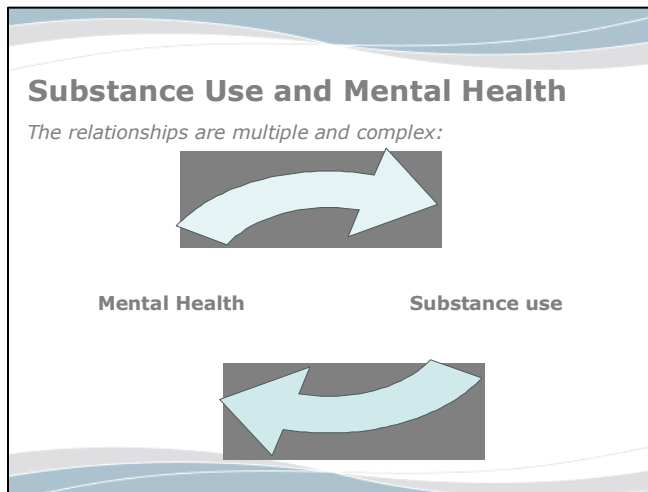 Substance Use and Mental Health
The relationships are multiple and complex:
Mental Health Substance use